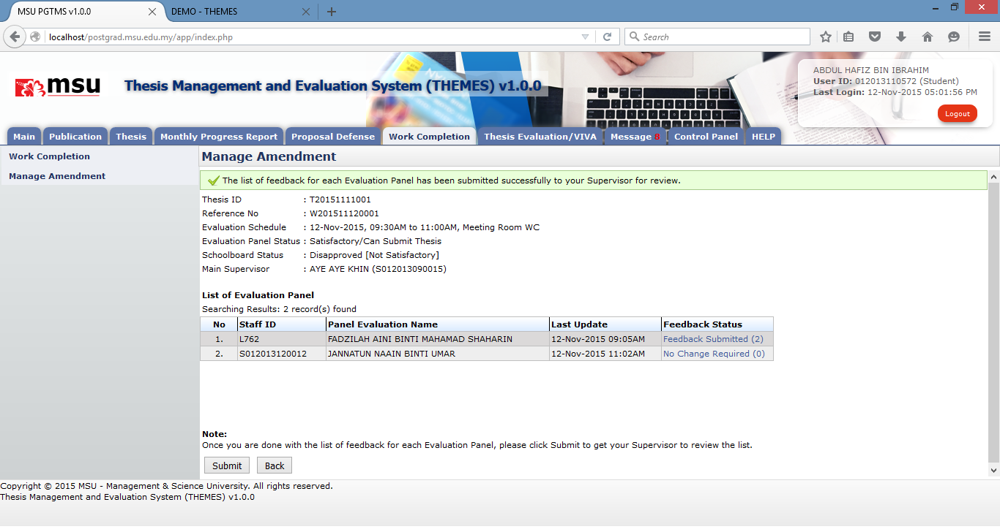 MSU PGTMS v1.0.0
DEMO - THEMES
localhost/postgrad.msu.edu.my/app/index.php
Search
msu
Thesis Management and Evaluation System (THEMES) v1.0.0
ABDUL HAFIZ BIN IBRAHIM
User ID: 012013110572 (Student)
Last Login: 12-Nov-2015 05:01:56 PM
Logout
Main Publication Thesis Monthly Progress Report Proposal Defense Work Completion Thesis Evaluation/VIVA Message 8 Control Panel HELP
Work Completion
Manage Amendment
Manage Amendment
The list of feedback for each Evaluation Panel has been submitted successfully to your Supervisor for review.
Thesis ID : T20151111001
Reference No : W201511120001
Evaluation Schedule : 12-Nov-2015, 09:30AM to 11:00AM, Meeting Room WC
Evaluation Panel Status : Satisfactory/Can Submit Thesis
Schoolboard Status : Disapproved [Not Satisfactory]
Main Supervisor : AYE AYE KHIN (S012013090015)
List of Evaluation Panel
Searching Results: 2 record(s) found
No Staff ID Panel Evaluation Name Last Update Feedback Status
1. L762 FADZILAH AINI BINTI MAHAMAD SHAHARIN 12-Nov-2015 09:05AM Feedback Submitted (2)
2. S012013120012 JANNATUN NAAIN BINTI UMAR 12-Nov-2015 11:02AM No Change Required (0)
Note:
Once you are done with the list of feedback for each Evaluation Panel, please click Submit to get your Supervisor to review the list.
Submit Back
Copyright © 2015 MSU - Management & Science University. All rights reserved.
Thesis Management and Evaluation System (THEMES) v1.0.0